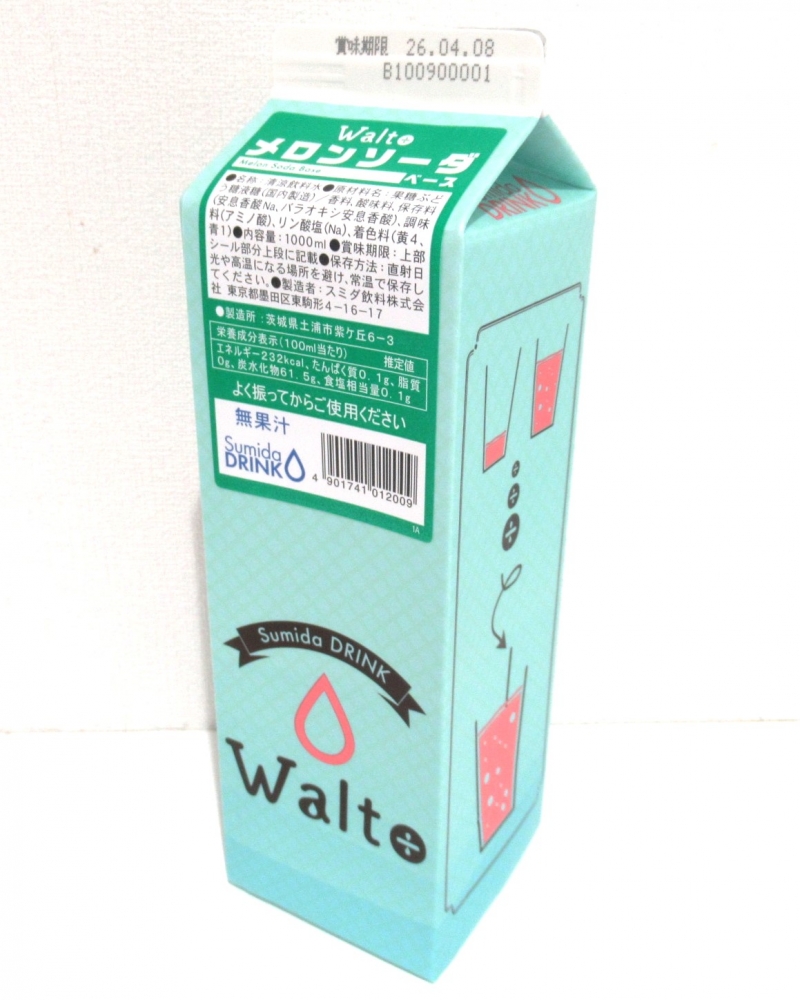 賞味期限 26.04.08
B100900001
Walto
メロンソーダ
Melon Soda Base
ベース
●名称：清涼飲料水●原材料名：果糖ぶど
う糖液糖(国内製造)／香料、酸味料、保存料
(安息香酸Na、パラオキシ安息香酸)、調味
料(アミノ酸)、リン酸塩(Na)、着色料(黄4、
青1)●内容量：1000ml●賞味期限：上部
シール部分上段に記載●保存方法：直射日
光や高温になる場所を避け、常温で保存し
てください。●製造者：スミダ飲料株式会
社 東京都墨田区東駒形4-16-17
●製造所：茨城県土浦市紫ケ丘6-3
栄養成分表示(100ml当たり) 推定値
エネルギー232kcal、たんぱく質0.1g、脂質
0g、炭水化物61.5g、食塩相当量0.1g
よく振ってからご使用ください
無果汁
Sumida
DRINK
4 901741 012009
1A
Sumida DRINK
Walto
Sumida
DRINK